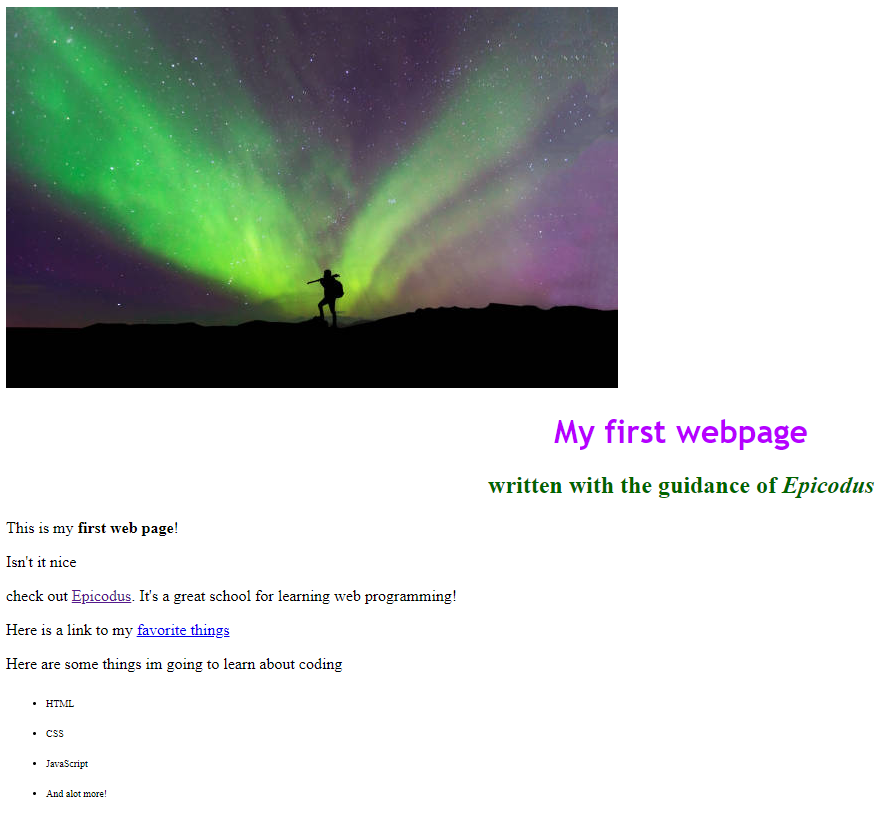 My first webpage
written with the guidance of Epicodus
This is my first web page!
Isn't it nice
check out Epicodus. It's a great school for learning web programming!
Here is a link to my favorite things
Here are some things im going to learn about coding
HTML
CSS
JavaScript
And alot more!